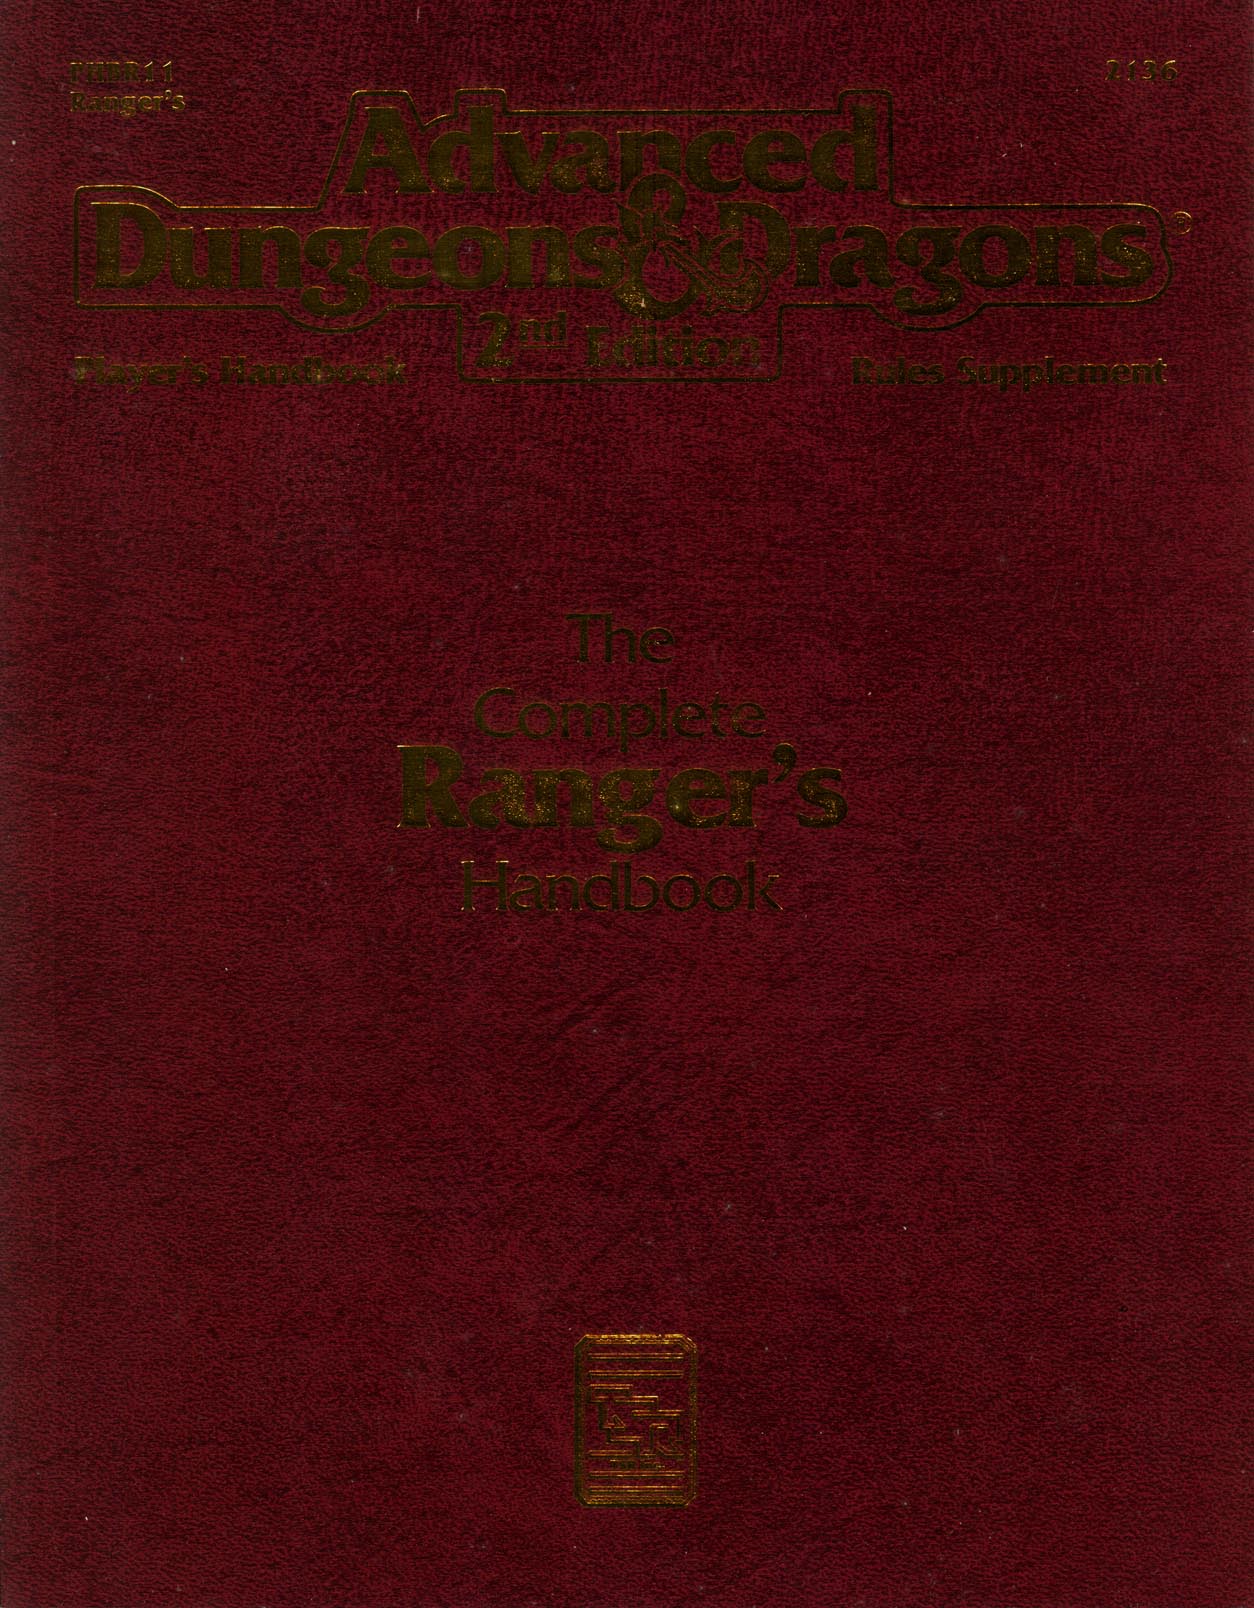 PHBR11
Ranger's
2136
Advanced
Dungeons & Dragons®
2nd Edition
Player's Handbook
Rules Supplement
The
Complete
Ranger's
Handbook
TSR